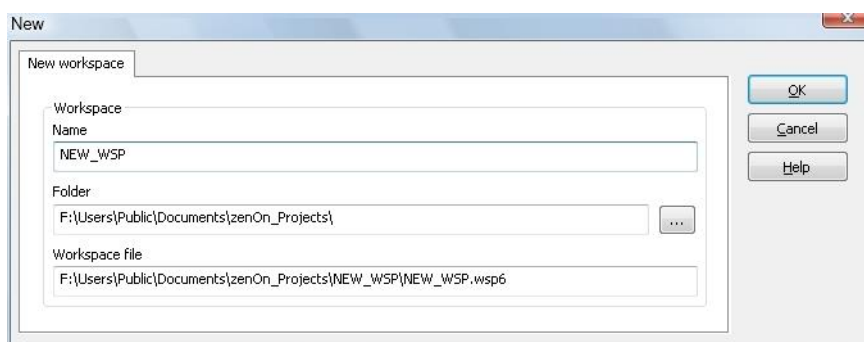 New
New workspace
Workspace
Name
NEW_WSP
Folder
F:\Users\Public\Documents\zenOn_Projects\
...
Workspace file
F:\Users\Public\Documents\zenOn_Projects\NEW_WSP\NEW_WSP.wsp6
OK
Cancel
Help